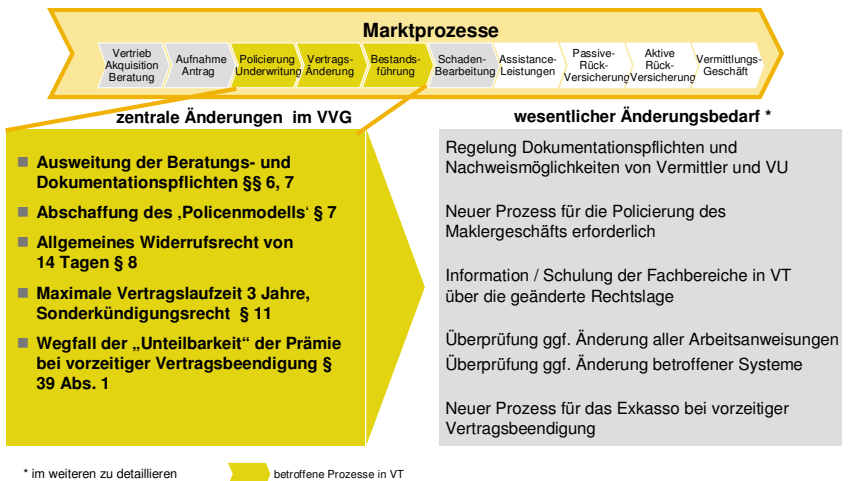 Marktprozesse
Vertrieb
Akquisition
Beratung
Aufnahme
Antrag
Policierung
Underwritung
Vertrags-
Änderung
Bestands-
führung
Schaden-
Bearbeitung
Assistance-
Leistungen
Passive-
Rück-
Versicherung
Aktive
Rück-
Versicherung
Vermittlungs-
Geschäft
zentrale Änderungen im VVG
Ausweitung der Beratungs- und
Dokumentationspflichten §§ 6, 7
Abschaffung des ‚Policenmodells‘ § 7
Allgemeines Widerrufsrecht von
14 Tagen § 8
Maximale Vertragslaufzeit 3 Jahre,
Sonderkündigungsrecht § 11
Wegfall der „Unteilbarkeit“ der Prämie
bei vorzeitiger Vertragsbeendigung §
39 Abs. 1
wesentlicher Änderungsbedarf *
Regelung Dokumentationspflichten und
Nachweismöglichkeiten von Vermittler und VU
Neuer Prozess für die Policierung des
Maklergeschäfts erforderlich
Information / Schulung der Fachbereiche in VT
über die geänderte Rechtslage
Überprüfung ggf. Änderung aller Arbeitsanweisungen
Überprüfung ggf. Änderung betroffener Systeme
Neuer Prozess für das Exkasso bei vorzeitiger
Vertragsbeendigung
* im weiteren zu detaillieren
betroffene Prozesse in VT